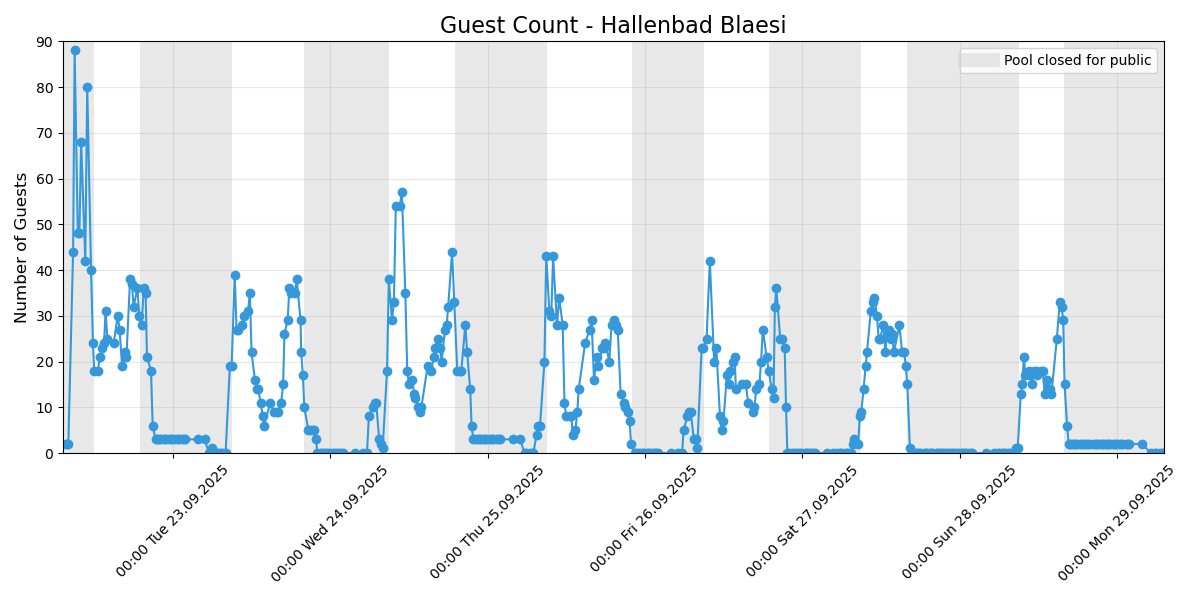 Guest Count - Hallenbad Blaesi
Pool closed for public
Number of Guests
90
80
70
60
50
40
30
20
10
0
00:00 Tue 23.09.2025
00:00 Wed 24.09.2025
00:00 Thu 25.09.2025
00:00 Fri 26.09.2025
00:00 Sat 27.09.2025
00:00 Sun 28.09.2025
00:00 Mon 29.09.2025